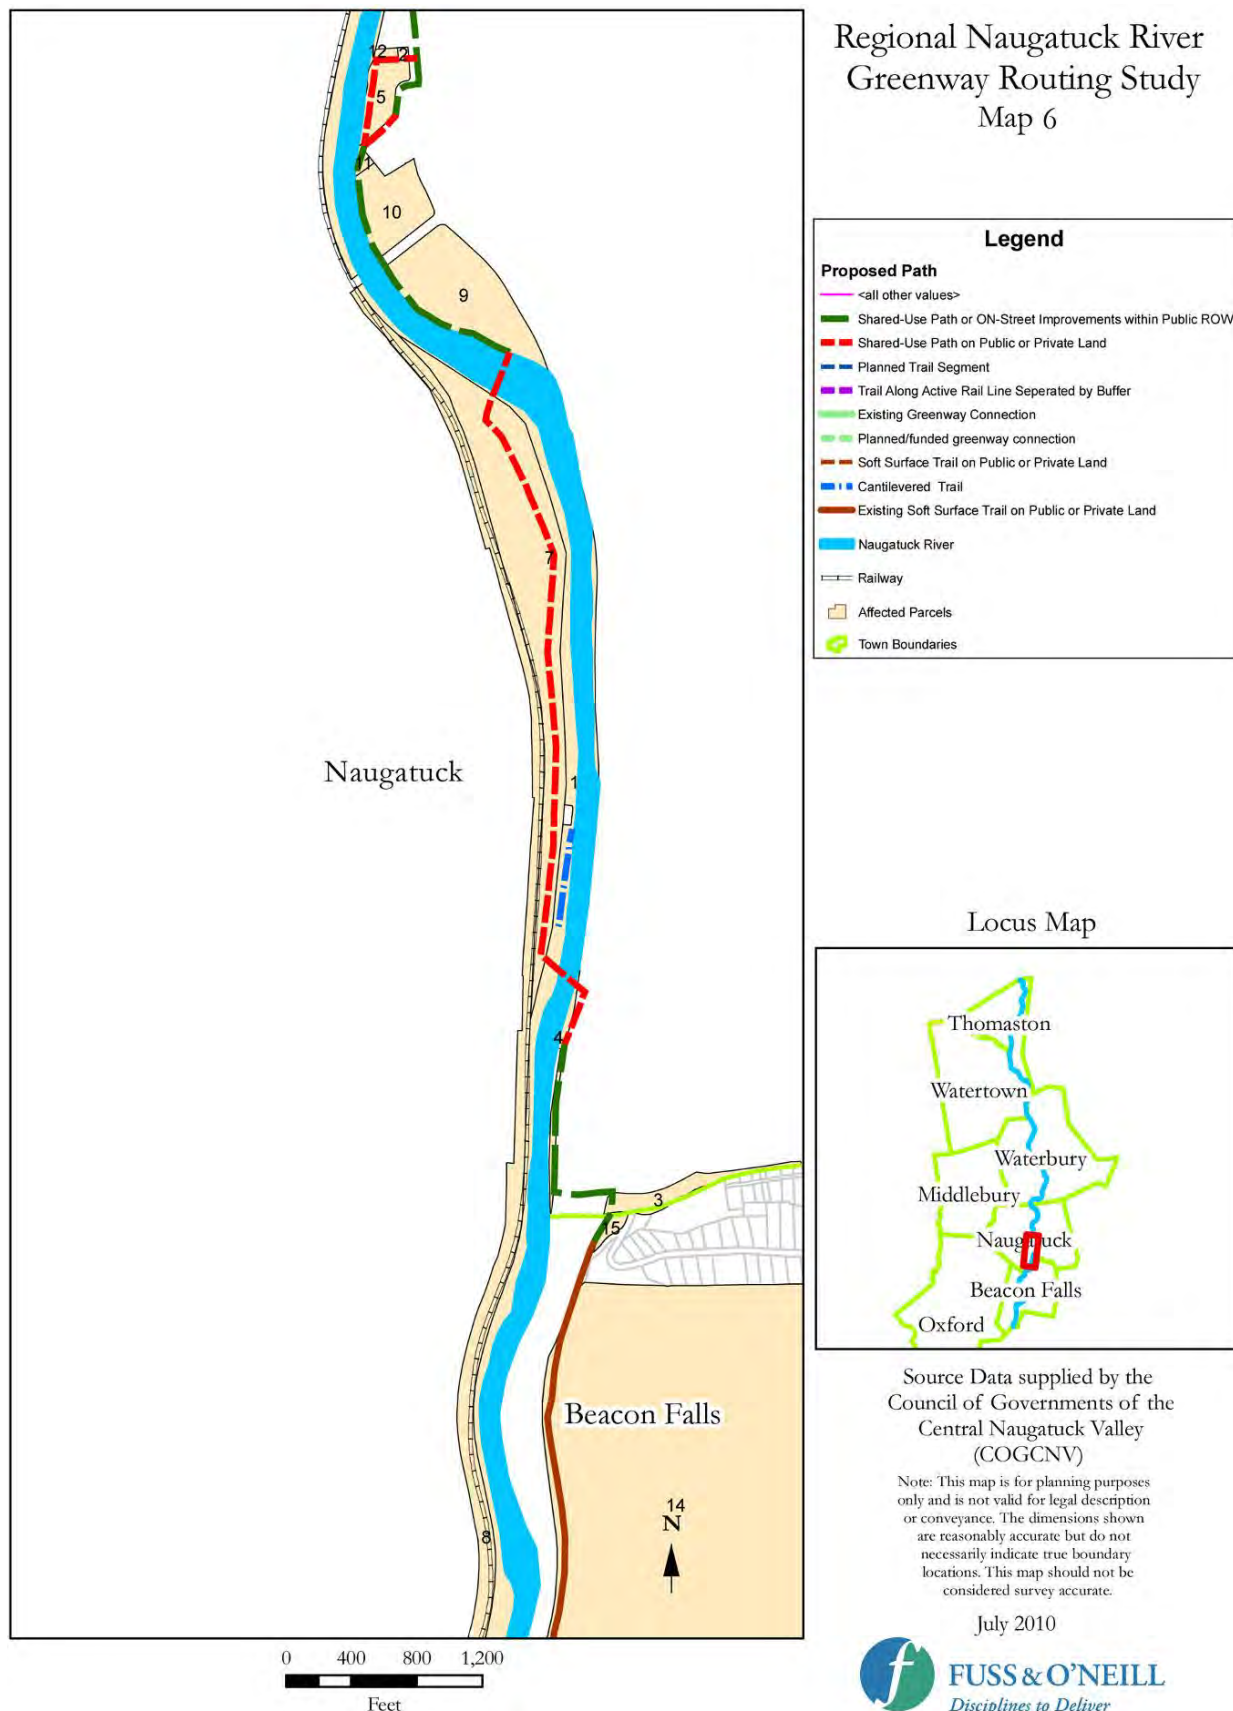 Regional Naugatuck River
Greenway Routing Study
Map 6
Legend
Proposed Path
<all other values>
Shared-Use Path or ON-Street Improvements within Public ROW
Shared-Use Path on Public or Private Land
Planned Trail Segment
Trail Along Active Rail Line Seperated by Buffer
Existing Greenway Connection
Planned/funded greenway connection
Soft Surface Trail on Public or Private Land
Cantilevered Trail
Existing Soft Surface Trail on Public or Private Land
Naugatuck River
Railway
Affected Parcels
Town Boundaries
12
2
5
10
9
7
Naugatuck
1
4
3
15
Beacon Falls
14
N
8
0 400 800 1,200
Feet
Locus Map
Thomaston
Watertown
Waterbury
Middlebury
Naugatuck
Beacon Falls
Oxford
Source Data supplied by the
Council of Governments of the
Central Naugatuck Valley
(COGCNV)
Note: This map is for planning purposes
only and is not valid for legal description
or conveyance. The dimensions shown
are reasonably accurate but do not
necessarily indicate true boundary
locations. This map should not be
considered survey accurate.
July 2010
f
FUSS & O'NEILL
Disciplines to Deliver